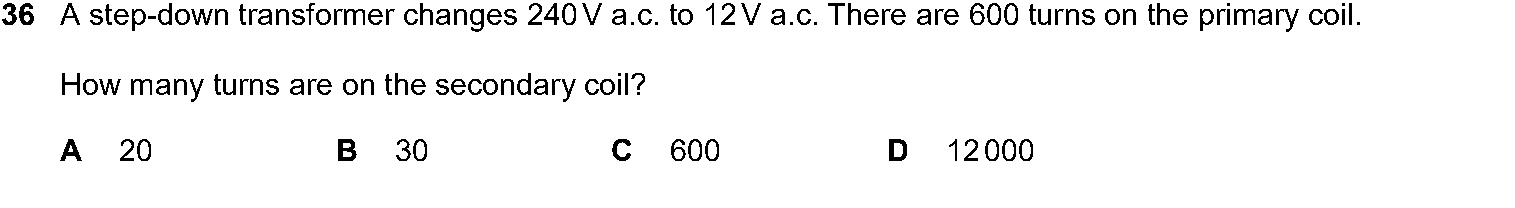 36 A step-down transformer changes 240 V a.c. to 12 V a.c. There are 600 turns on the primary coil.
How many turns are on the secondary coil?
A 20 B 30 C 600 D 12 000